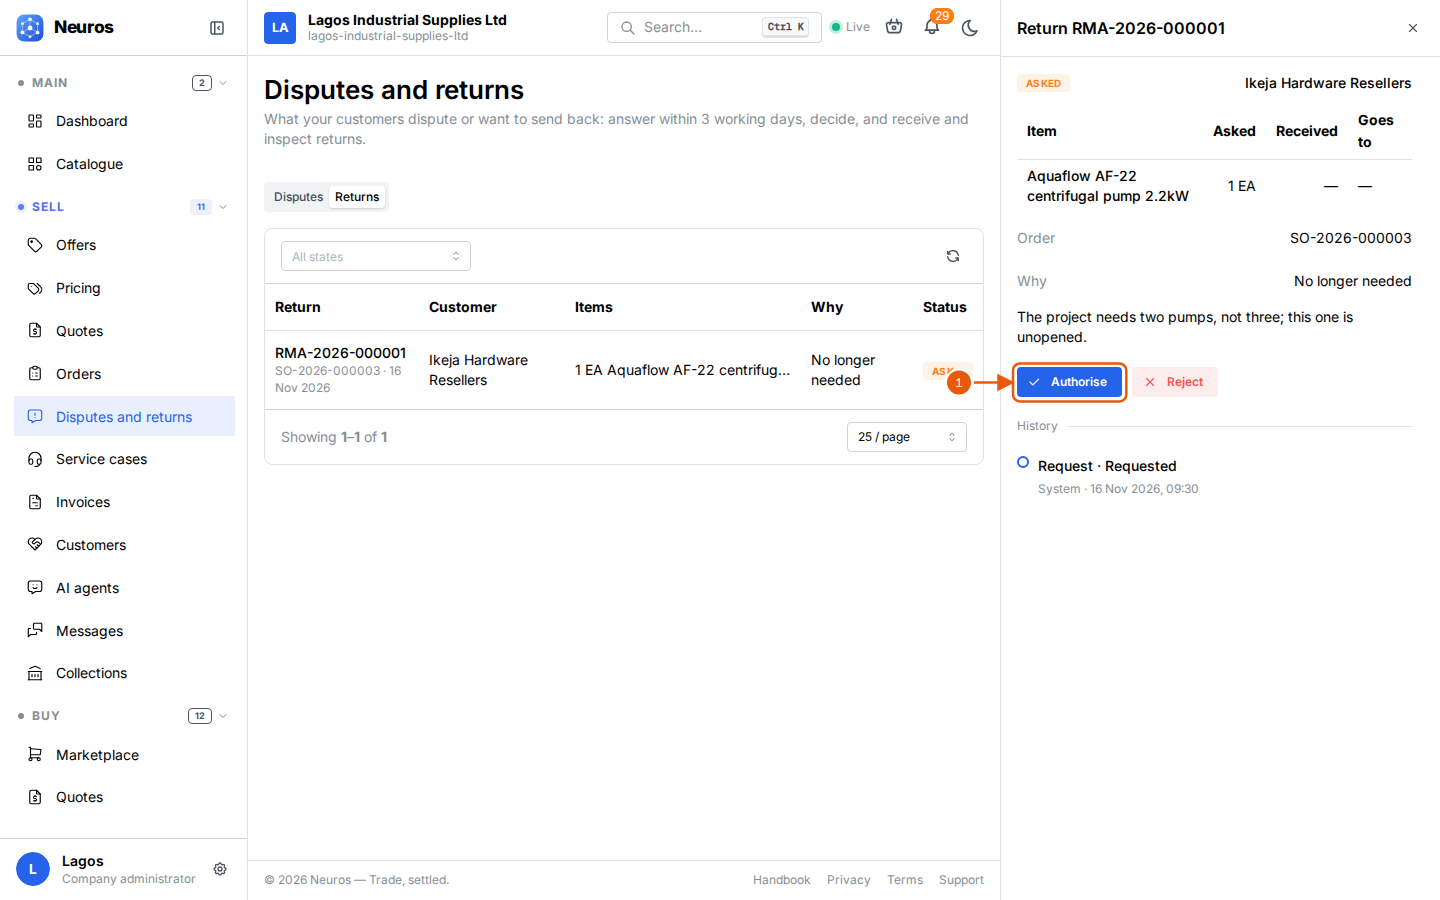 Neuros
MAIN
2
Dashboard
Catalogue
SELL
11
Offers
Pricing
Quotes
Orders
Disputes and returns
Service cases
Invoices
Customers
AI agents
Messages
Collections
BUY
12
Marketplace
Quotes
L
Lagos
Company administrator
LA
Lagos Industrial Supplies Ltd
lagos-industrial-supplies-ltd
Search...
Ctrl K
Live
29
Disputes and returns
What your customers dispute or want to send back: answer within 3 working days, decide, and receive and
inspect returns.
Disputes
Returns
All states
Return
Customer
Items
Why
Status
RMA-2026-000001
SO-2026-000003 · 16
Nov 2026
Ikeja Hardware
Resellers
1 EA Aquaflow AF-22 centrifug...
No longer
needed
Showing 1–1 of 1
25 / page
© 2026 Neuros — Trade, settled.
Handbook
Privacy
Terms
Support
Return RMA-2026-000001
ASKED
Ikeja Hardware Resellers
Item
Asked
Received
Goes
to
Aquaflow AF-22
centrifugal pump 2.2kW
1 EA
—
—
Order
SO-2026-000003
Why
No longer needed
The project needs two pumps, not three; this one is
unopened.
1
Authorise
Reject
History
Request · Requested
System · 16 Nov 2026, 09:30